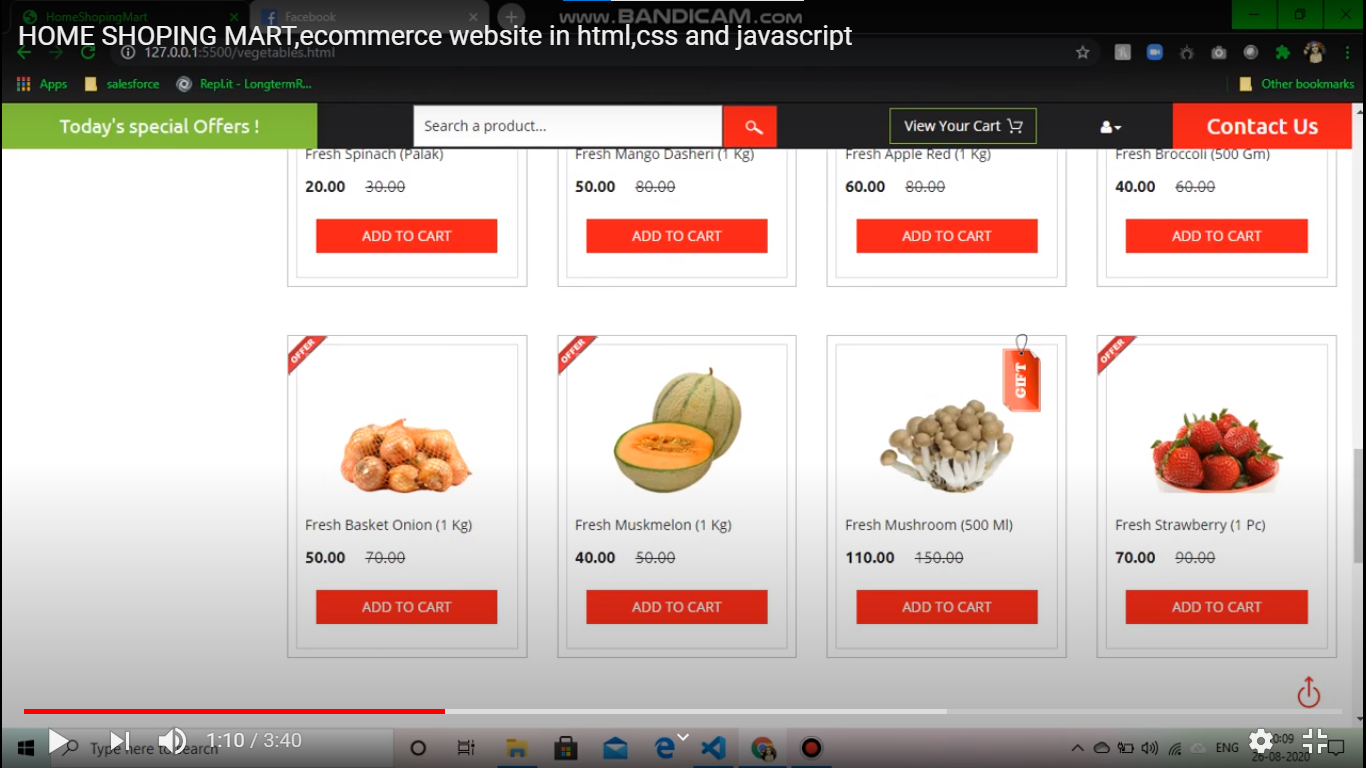 HomeShopingMart
Facebook
www.BANDICAM.com
HOME SHOPING MART,ecommerce website in html,css and javascript
127.0.0.1:5500/vegetables.html
Apps
salesforce
Repl.it - LongtermR...
Other bookmarks
Today's special Offers !
Search a product...
View Your Cart
Contact Us
Fresh Spinach (Palak)
Fresh Mango Dasheri (1 Kg)
Fresh Apple Red (1 Kg)
Fresh Broccoli (500 Gm)
20.00 30.00
50.00 80.00
60.00 80.00
40.00 60.00
ADD TO CART
ADD TO CART
ADD TO CART
ADD TO CART
OFFER
OFFER
GIFT
OFFER
Fresh Basket Onion (1 Kg)
Fresh Muskmelon (1 Kg)
Fresh Mushroom (500 Ml)
Fresh Strawberry (1 Pc)
50.00 70.00
40.00 50.00
110.00 150.00
70.00 90.00
ADD TO CART
ADD TO CART
ADD TO CART
ADD TO CART
Type here to search
1:10 / 3:40
ENG
26-08-2020